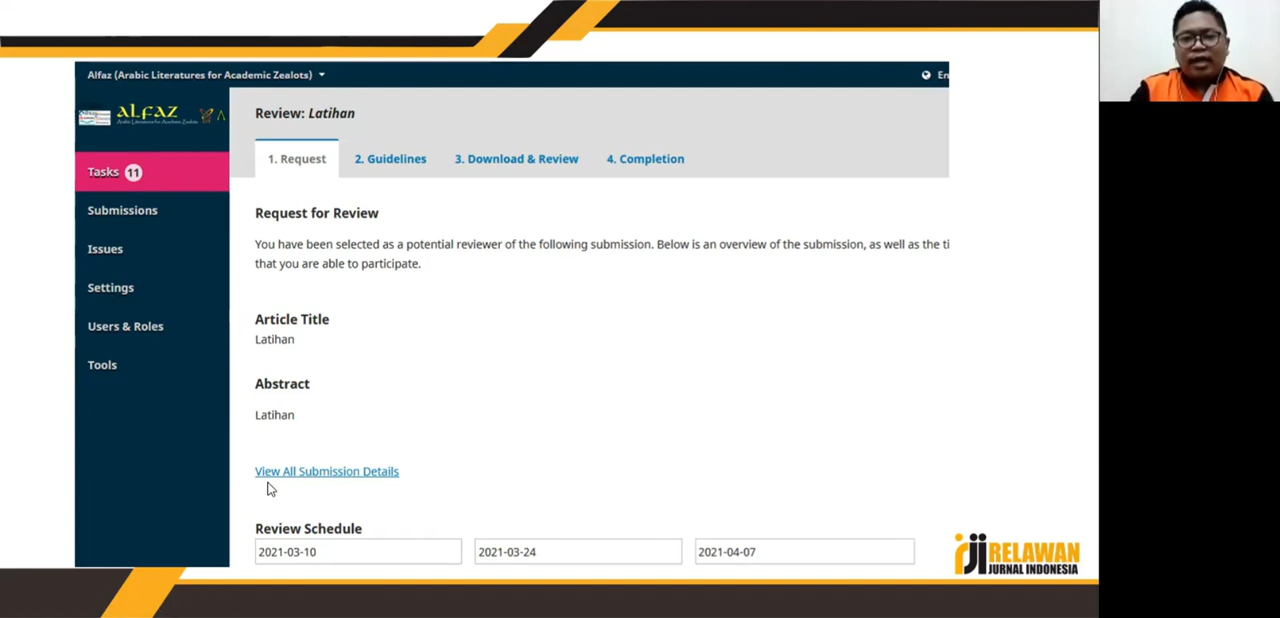 Alfaz (Arabic Literatures for Academic Zealots)
En
ALFAZ
Arabic Literatures for Academic Zealots
Review: Latihan
1. Request
2. Guidelines
3. Download & Review
4. Completion
Tasks 11
Submissions
Issues
Settings
Users & Roles
Tools
Request for Review
You have been selected as a potential reviewer of the following submission. Below is an overview of the submission, as well as the ti
that you are able to participate.
Article Title
Latihan
Abstract
Latihan
View All Submission Details
Review Schedule
2021-03-10
2021-03-24
2021-04-07
rji RELAWAN
JURNAL INDONESIA